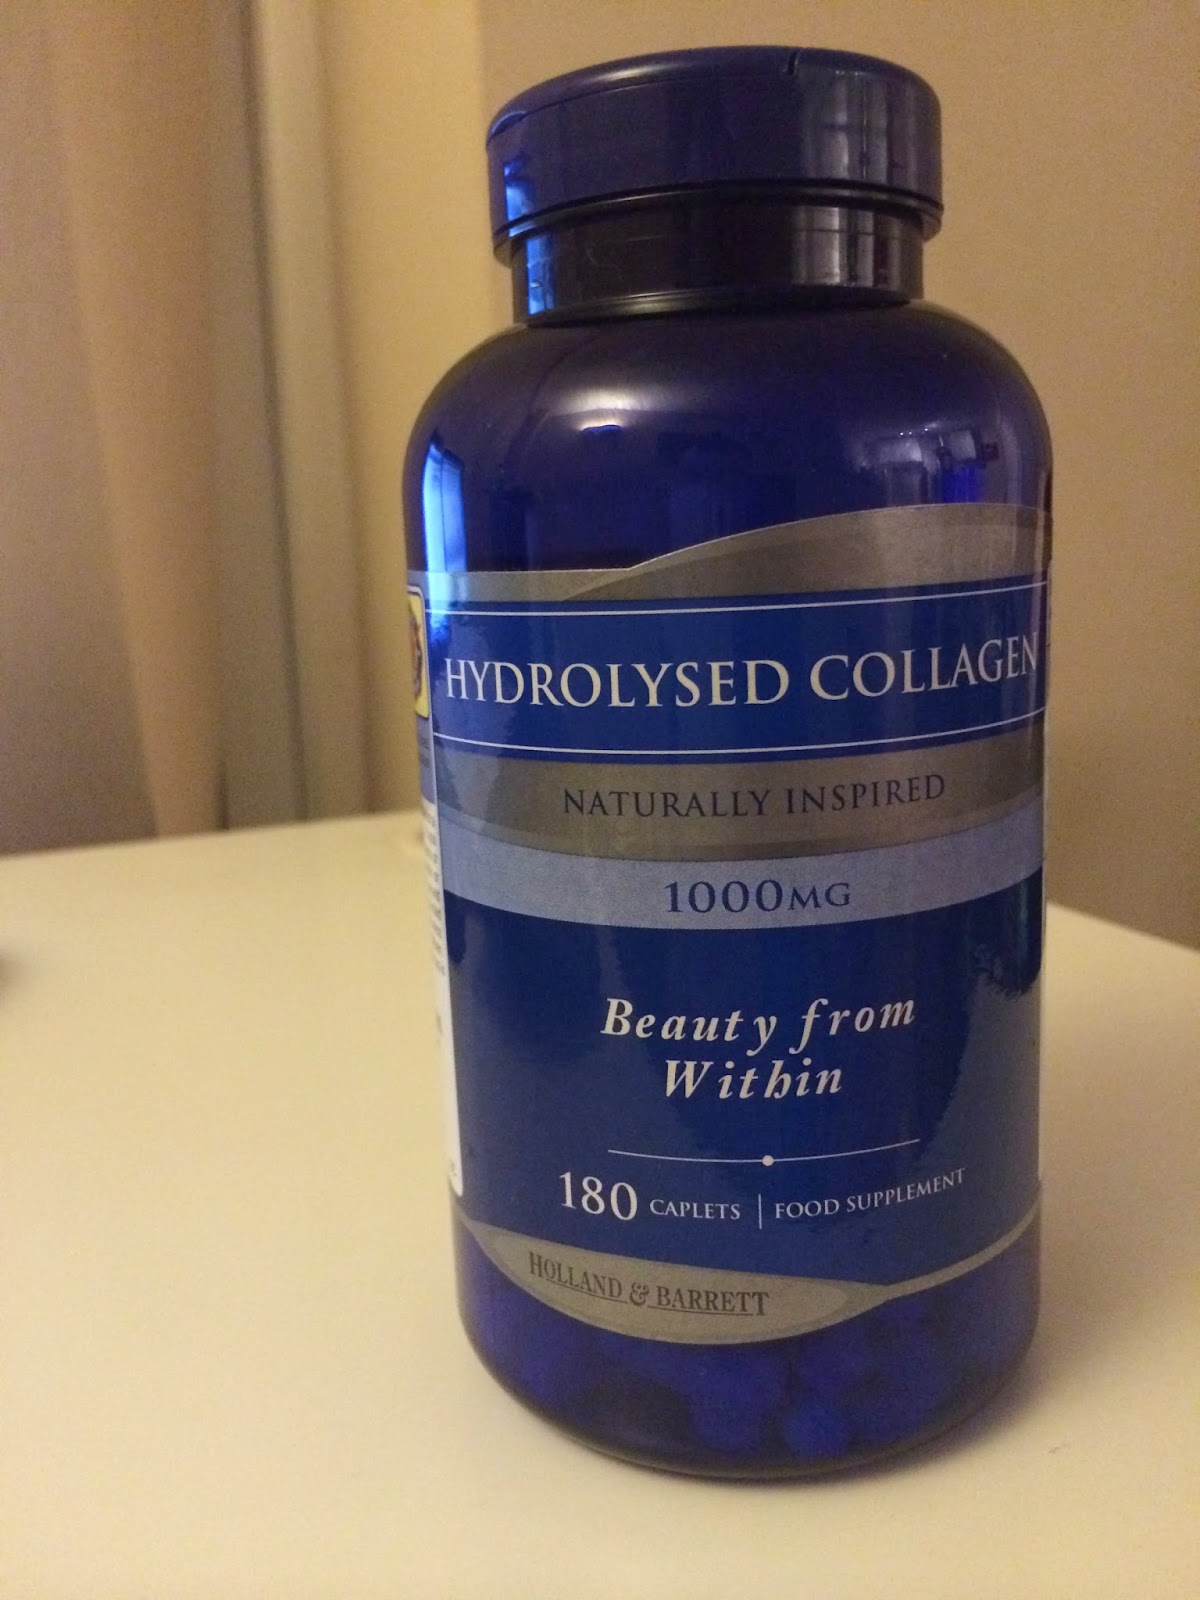 HYDROLYSED COLLAGEN
NATURALLY INSPIRED
1000MG
Beauty from
Within
180 CAPLETS | FOOD SUPPLEMENT
HOLLAND & BARRETT